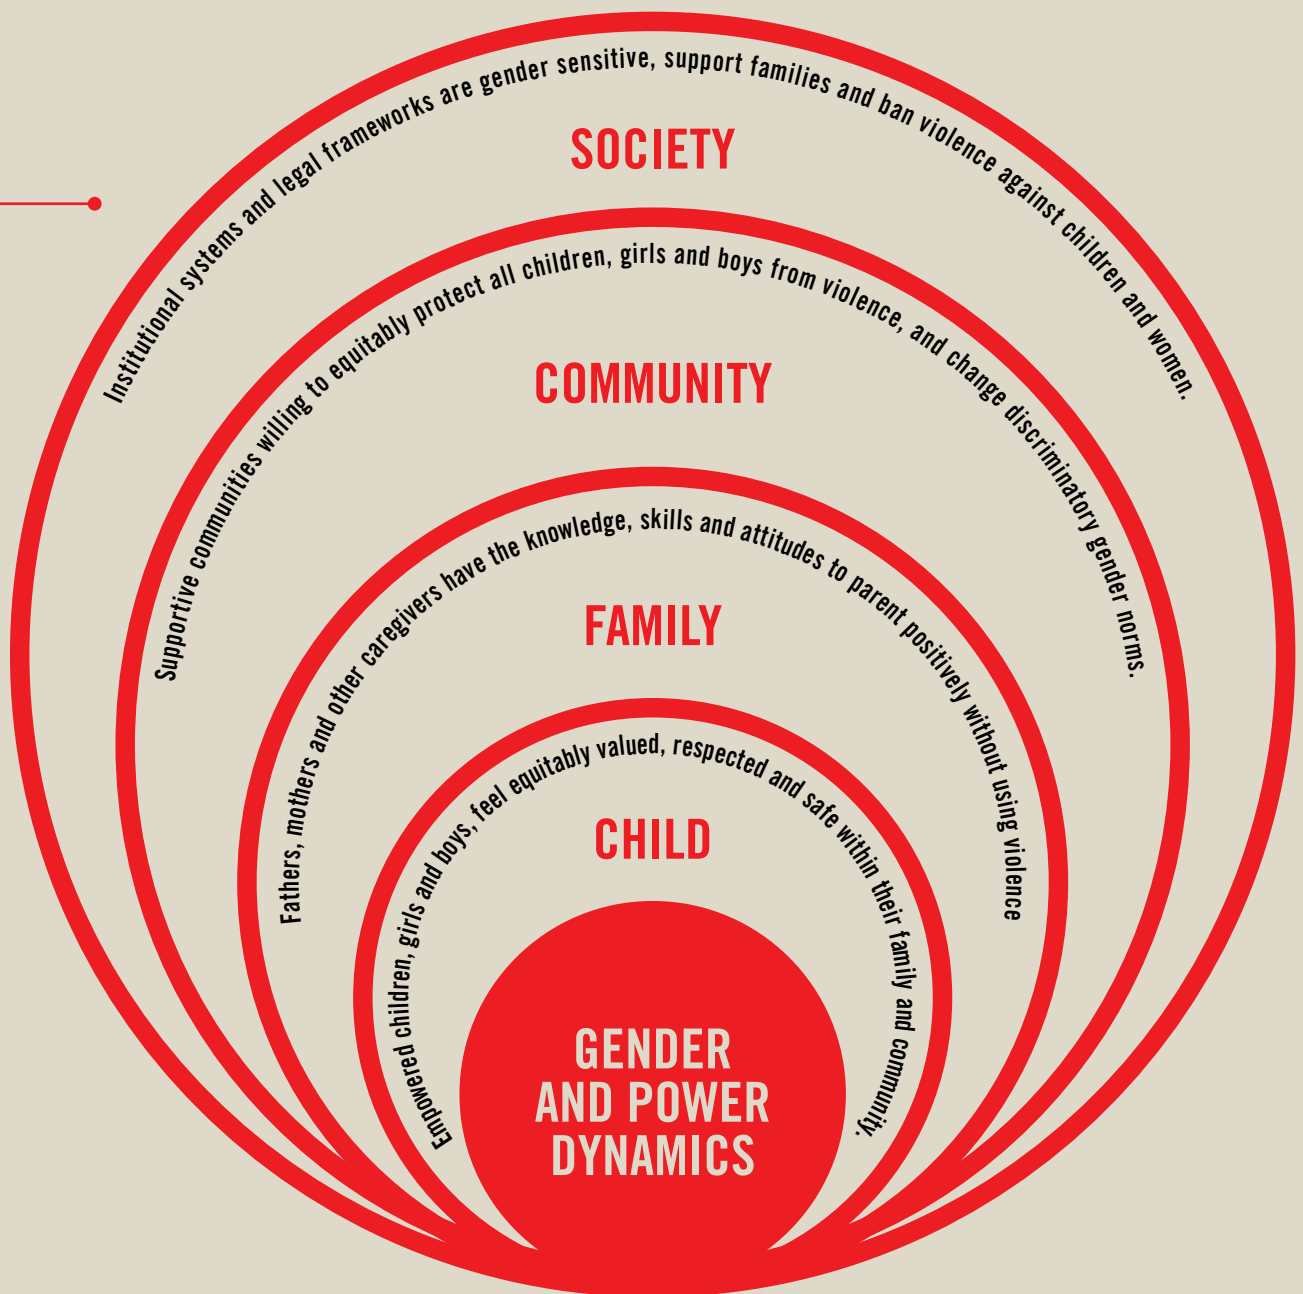 Institutional systems and legal frameworks are gender sensitive, support families and ban violence against children and women.
SOCIETY
Supportive communities willing to equitably protect all children, girls and boys from violence, and change discriminatory gender norms.
COMMUNITY
Fathers, mothers and other caregivers have the knowledge, skills and attitudes to parent positively without using violence
FAMILY
Empowered children, girls and boys, feel equitably valued, respected and safe within their family and community.
CHILD
GENDER
AND POWER
DYNAMICS